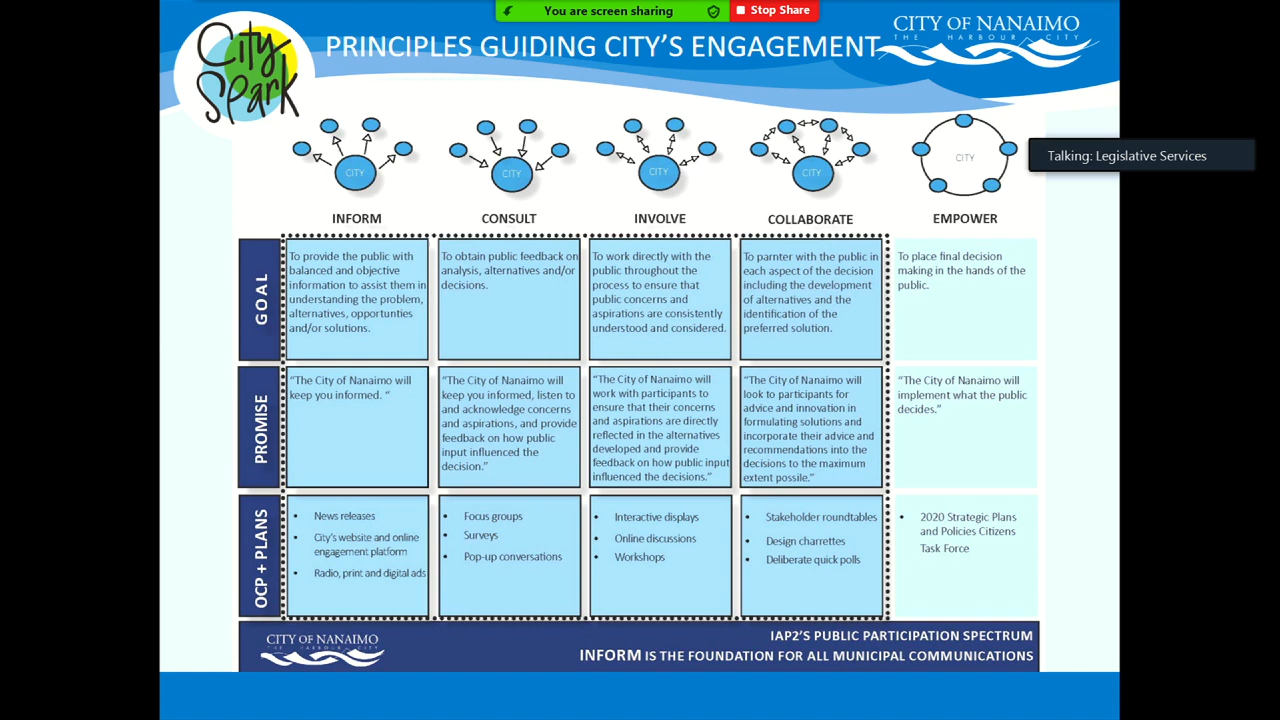 You are screen sharing
Stop Share
City
Spark
PRINCIPLES GUIDING CITY'S ENGAGEMENT
CITY OF NANAIMO
THE HARBOUR CITY
Talking: Legislative Services
CITY
CITY
CITY
CITY
CITY
INFORM
CONSULT
INVOLVE
COLLABORATE
EMPOWER
GOAL
To provide the public with
balanced and objective
information to assist them in
understanding the problem,
alternatives, opportunties
and/or solutions.
To obtain public feedback on
analysis, alternatives and/or
decisions.
To work directly with the
public throughout the
process to ensure that
public concerns and
aspirations are consistently
understood and considered.
To parnter with the public in
each aspect of the decision
including the development
of alternatives and the
identification of the
preferred solution.
To place final decision
making in the hands of the
public.
PROMISE
"The City of Nanaimo will
keep you informed. "
"The City of Nanaimo will
keep you informed, listen to
and acknowledge concerns
and aspirations, and provide
feedback on how public
input influenced the
decision."
"The City of Nanaimo will
work with participants to
ensure that their concerns
and aspirations are directly
reflected in the alternatives
developed and provide
feedback on how public input
influenced the decisions."
"The City of Nanaimo will
look to participants for
advice and innovation in
formulating solutions and
incorporate their advice and
recommendations into the
decisions to the maximum
extent possile."
"The City of Nanaimo will
implement what the public
decides."
OCP + PLANS
• News releases
• City's website and online
engagement platform
• Radio, print and digital ads
• Focus groups
• Surveys
• Pop-up conversations
• Interactive displays
• Online discussions
• Workshops
• Stakeholder roundtables
• Design charrettes
• Deliberate quick polls
• 2020 Strategic Plans
and Policies Citizens
Task Force
CITY OF NANAIMO
THE HARBOUR CITY
IAP2'S PUBLIC PARTICIPATION SPECTRUM
INFORM IS THE FOUNDATION FOR ALL MUNICIPAL COMMUNICATIONS